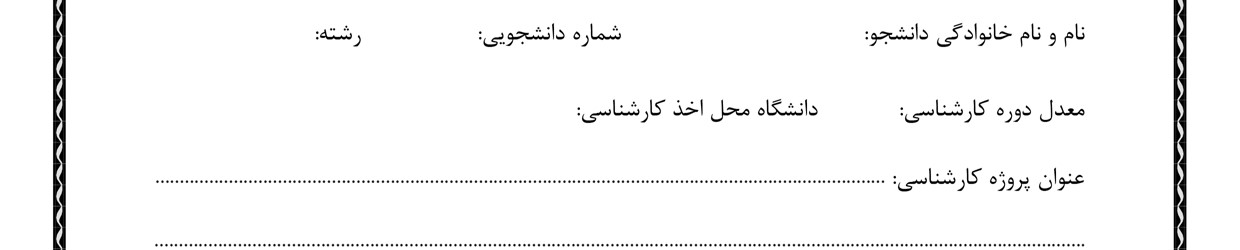 نام و نام خانوادگی دانشجو: شماره دانشجویی: رشته:
معدل دوره کارشناسی: دانشگاه محل اخذ کارشناسی:
عنوان پروژه کارشناسی: ................................................................................................................................................
................................................................................................................................................................................................